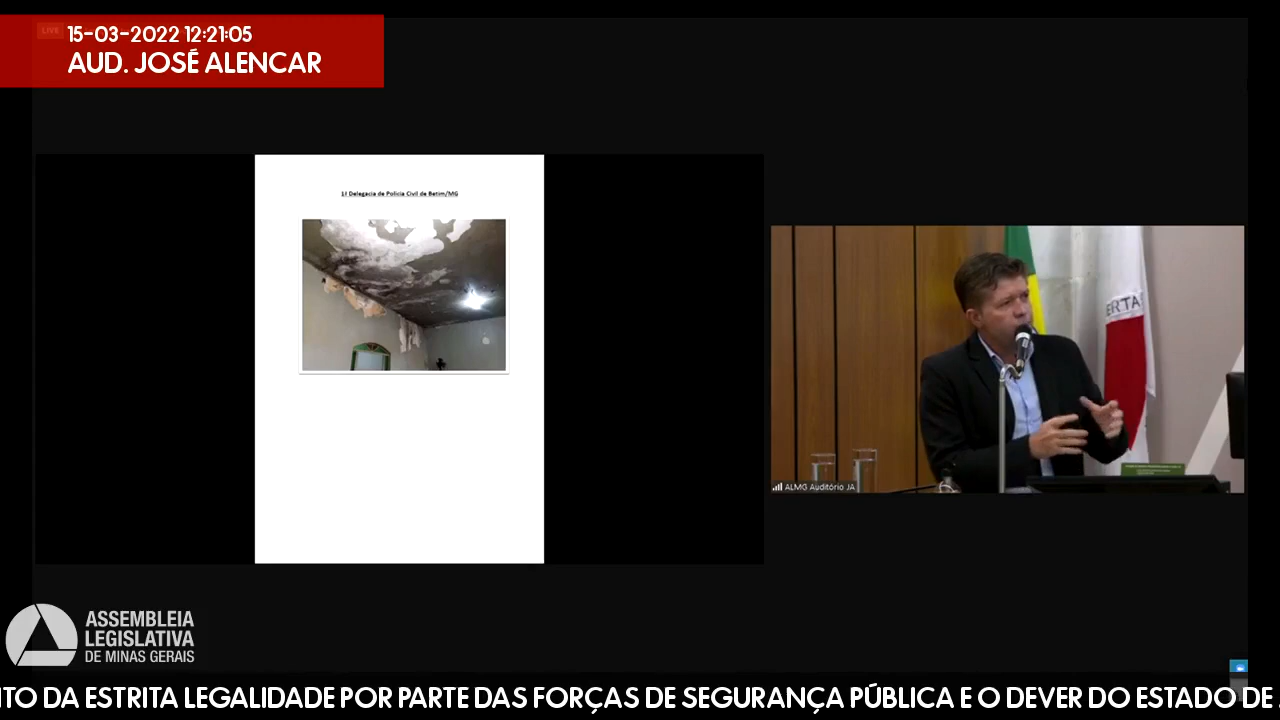 LIVE
15-03-2022 12:21:05
AUD. JOSÉ ALENCAR
1ª Delegacia de Polícia Civil de Betim/MG
ERTA
ALMG Auditório JA
ASSEMBLEIA
LEGISLATIVA
DE MINAS GERAIS
ITO DA ESTRITA LEGALIDADE POR PARTE DAS FORÇAS DE SEGURANÇA PÚBLICA E O DEVER DO ESTADO DE